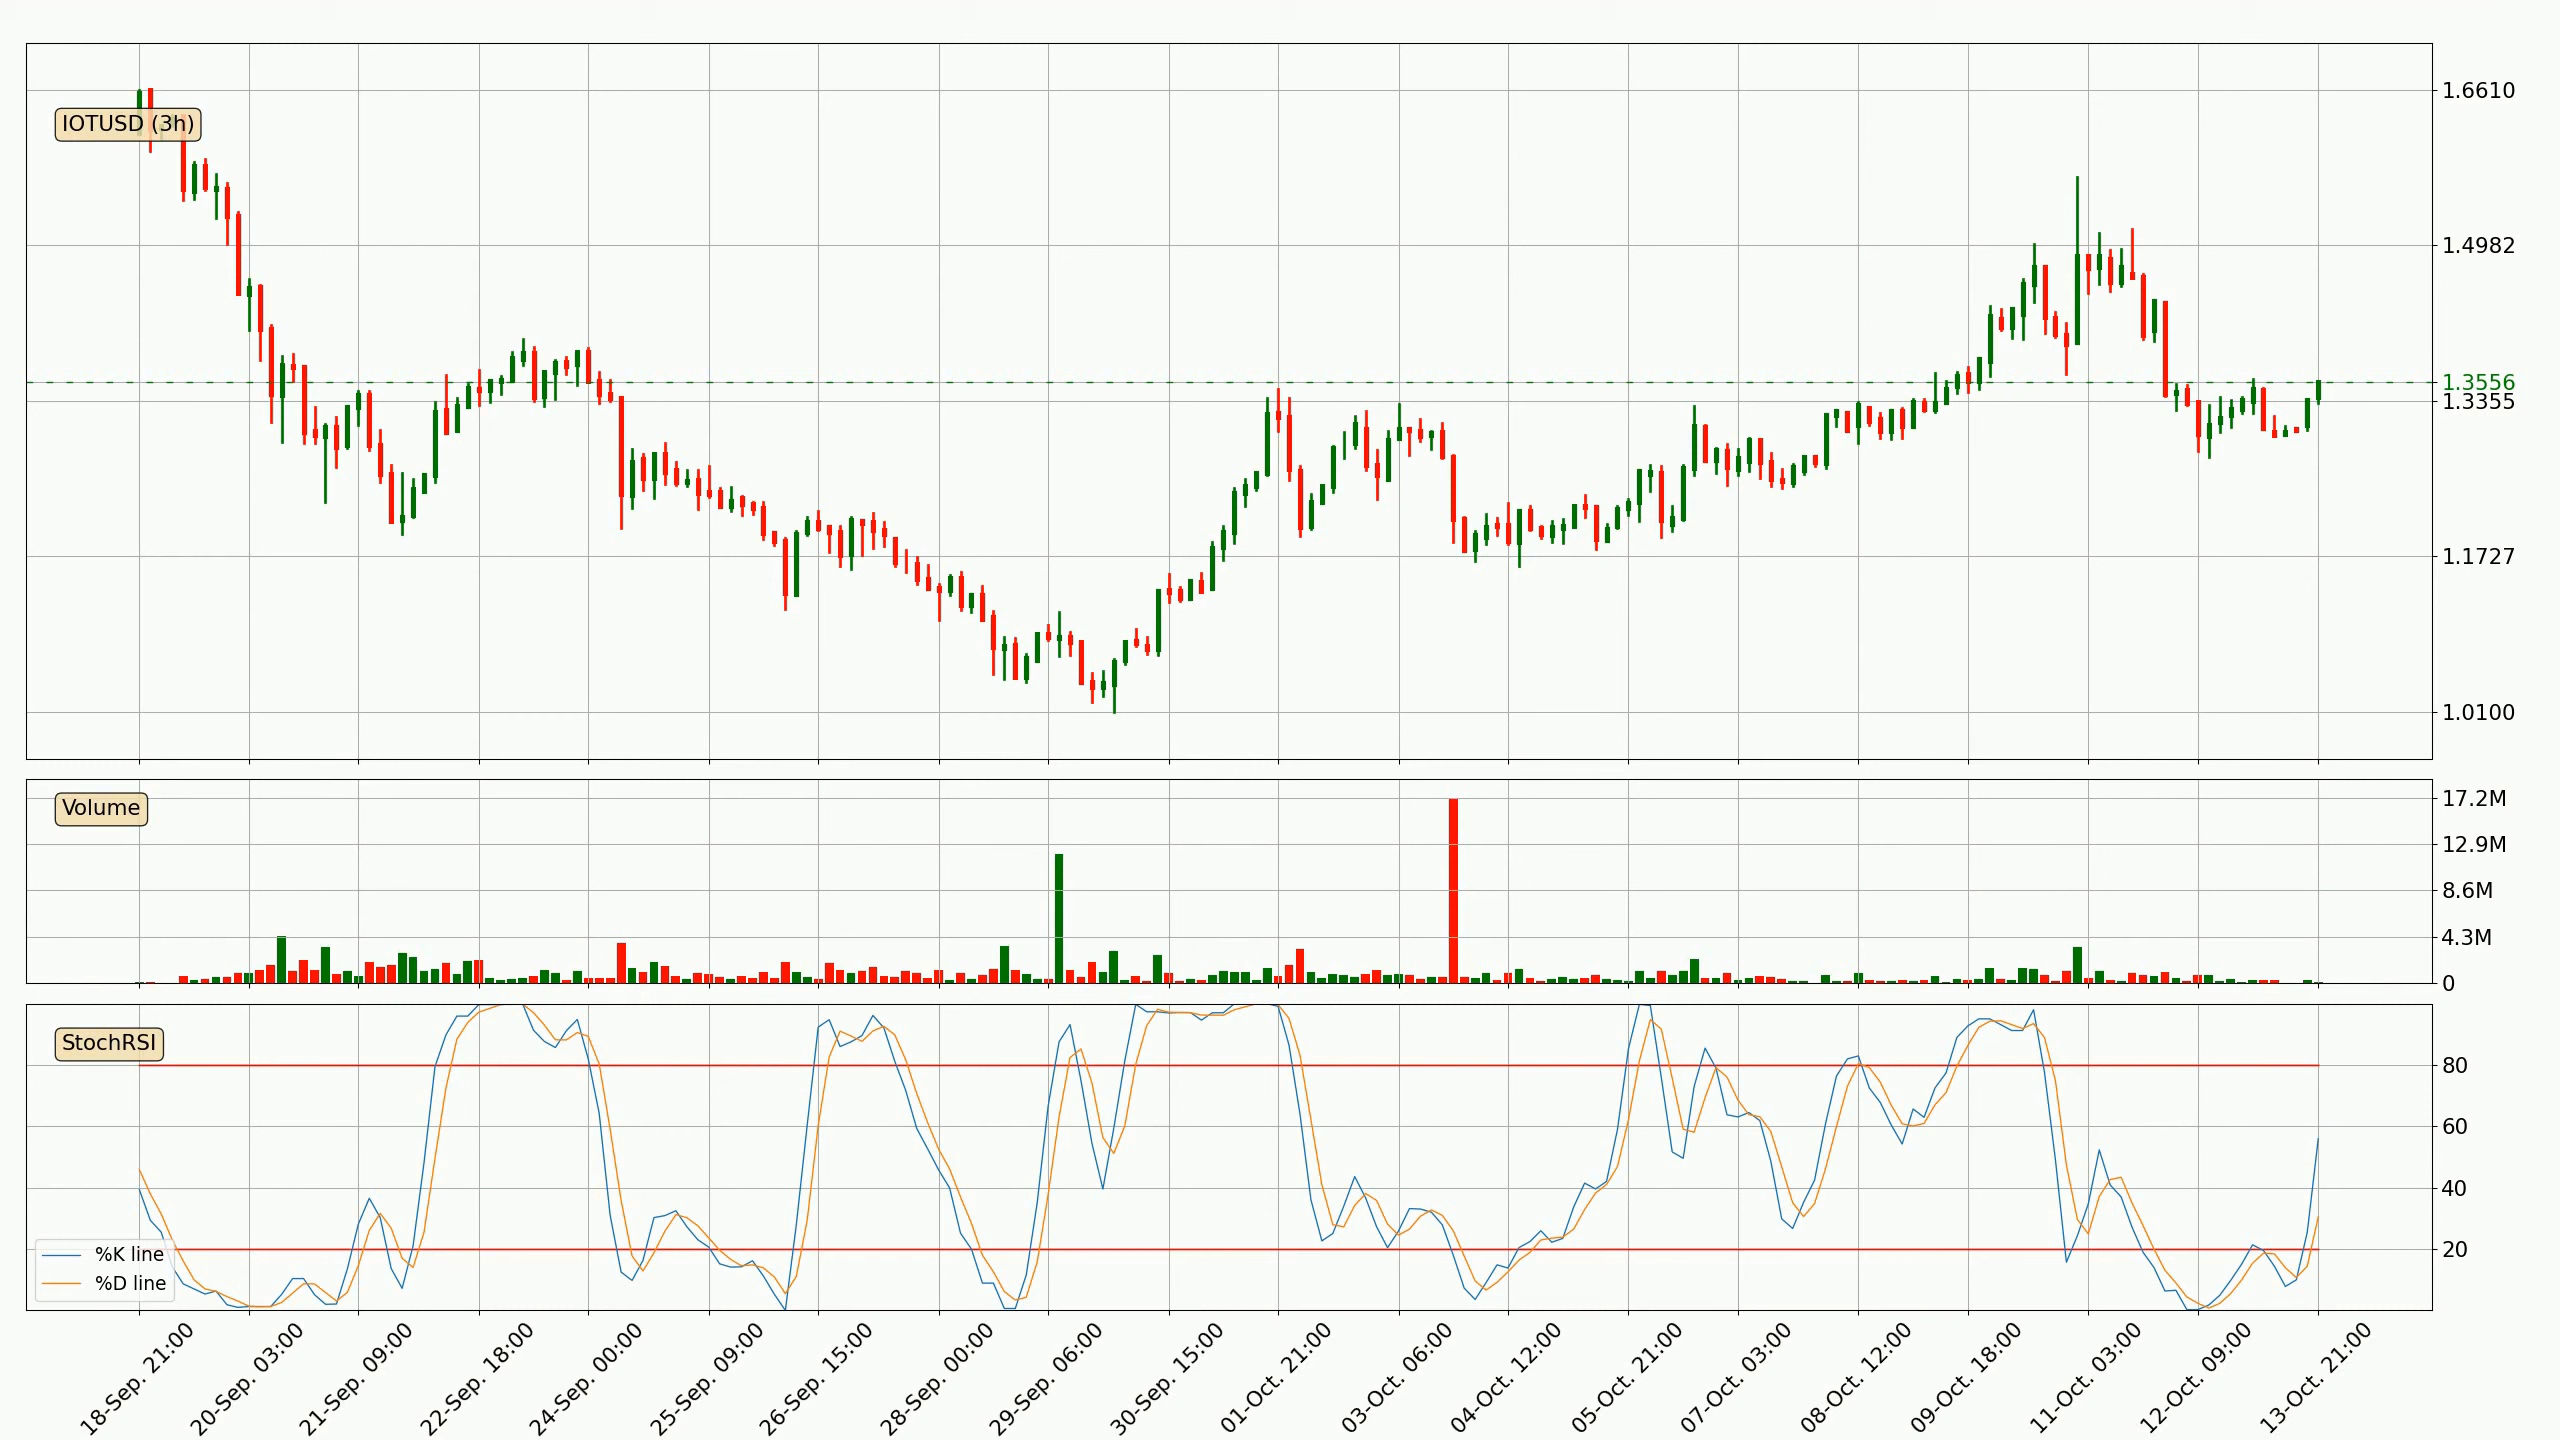 IOTUSD (3h)
1.6610
1.4982
1.3556
1.3355
1.1727
1.0100
Volume
17.2M
12.9M
8.6M
4.3M
0
StochRSI
80
60
40
20
%K line
%D line
18-Sep. 21:00
20-Sep. 03:00
21-Sep. 09:00
22-Sep. 18:00
24-Sep. 00:00
25-Sep. 09:00
26-Sep. 15:00
28-Sep. 00:00
29-Sep. 06:00
30-Sep. 15:00
01-Oct. 21:00
03-Oct. 06:00
04-Oct. 12:00
05-Oct. 21:00
07-Oct. 03:00
08-Oct. 12:00
09-Oct. 18:00
11-Oct. 03:00
12-Oct. 09:00
13-Oct. 21:00